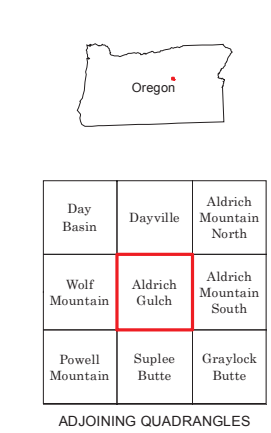 Oregon
Day
Basin
Dayville
Aldrich
Mountain
North
Wolf
Mountain
Aldrich
Gulch
Aldrich
Mountain
South
Powell
Mountain
Suplee
Butte
Graylock
Butte
ADJOINING QUADRANGLES